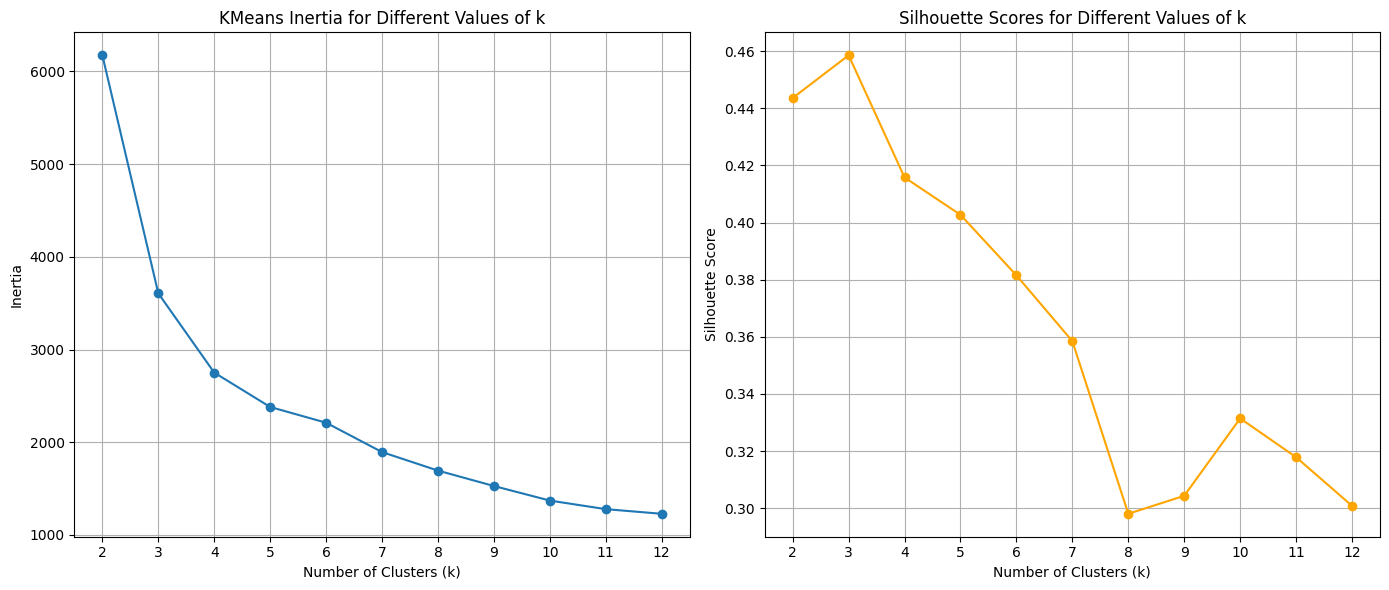 KMeans Inertia for Different Values of k
Inertia
6000
5000
4000
3000
2000
1000
2 3 4 5 6 7 8 9 10 11 12
Number of Clusters (k)
Silhouette Scores for Different Values of k
Silhouette Score
0.46
0.44
0.42
0.40
0.38
0.36
0.34
0.32
0.30
2 3 4 5 6 7 8 9 10 11 12
Number of Clusters (k)